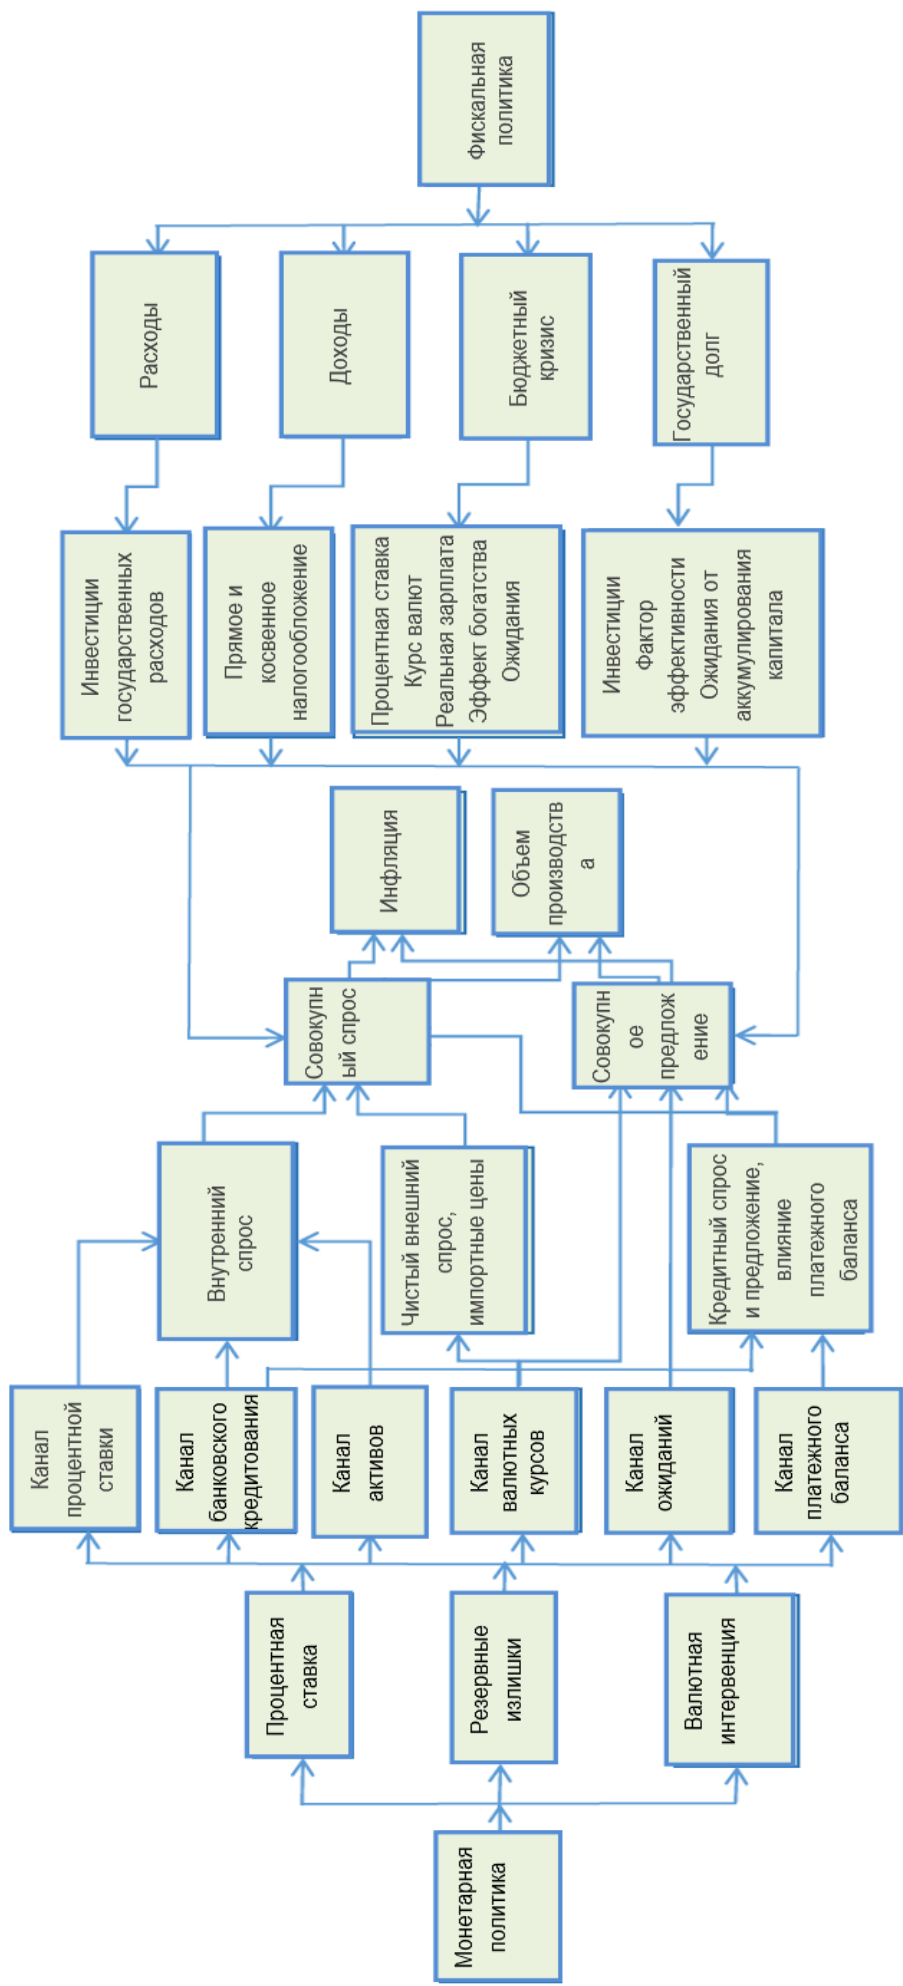 Монетарная
политика
Процентная
ставка
Резервные
излишки
Валютная
интервенция
Канал
процентной
ставки
Канал
банковского
кредитования
Канал
активов
Канал
валютных
курсов
Канал
ожиданий
Канал
платежного
баланса
Внутренний
спрос
Чистый внешний
спрос,
импортные цены
Кредитный спрос
и предложение,
влияние
платежного
баланса
Совокупн
ый спрос
Совокупн
ое
предлож
ение
Инфляция
Объем
производств
а
Инвестиции
государственных
расходов
Прямое и
косвенное
налогообложение
Процентная ставка
Курс валют
Реальная зарплата
Эффект богатства
Ожидания
Инвестиции
Фактор
эффективности
Ожидания от
аккумулирования
капитала
Расходы
Доходы
Бюджетный
кризис
Государственный
долг
Фискальная
политика